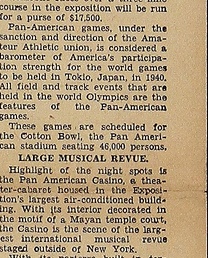 course in the exposition will be run
for a purse of $17,500.
Pan-American games, under the
sanction and direction of the Ama-
teur Athletic union, is considered a
barometer of America's participa-
tion strength for the world games
to be held in Tokio, Japan, in 1940.
All field and track events that are
held in the world Olympics are the
features of the Pan-American
games.
These games are scheduled for
the Cotton Bowl, the Pan Ameri-
can stadium seating 46,000 persons.
LARGE MUSICAL REVUE.
Highlight of the night spots is
the Pan American Casino, a thea-
ter-cabaret housed in the Exposi-
tion's largest air-conditioned build-
ing. With its interior decorated in
the motif of a Mayan temple court,
the Casino is the scene of the larg-
est international musical revue
staged outside of New York.